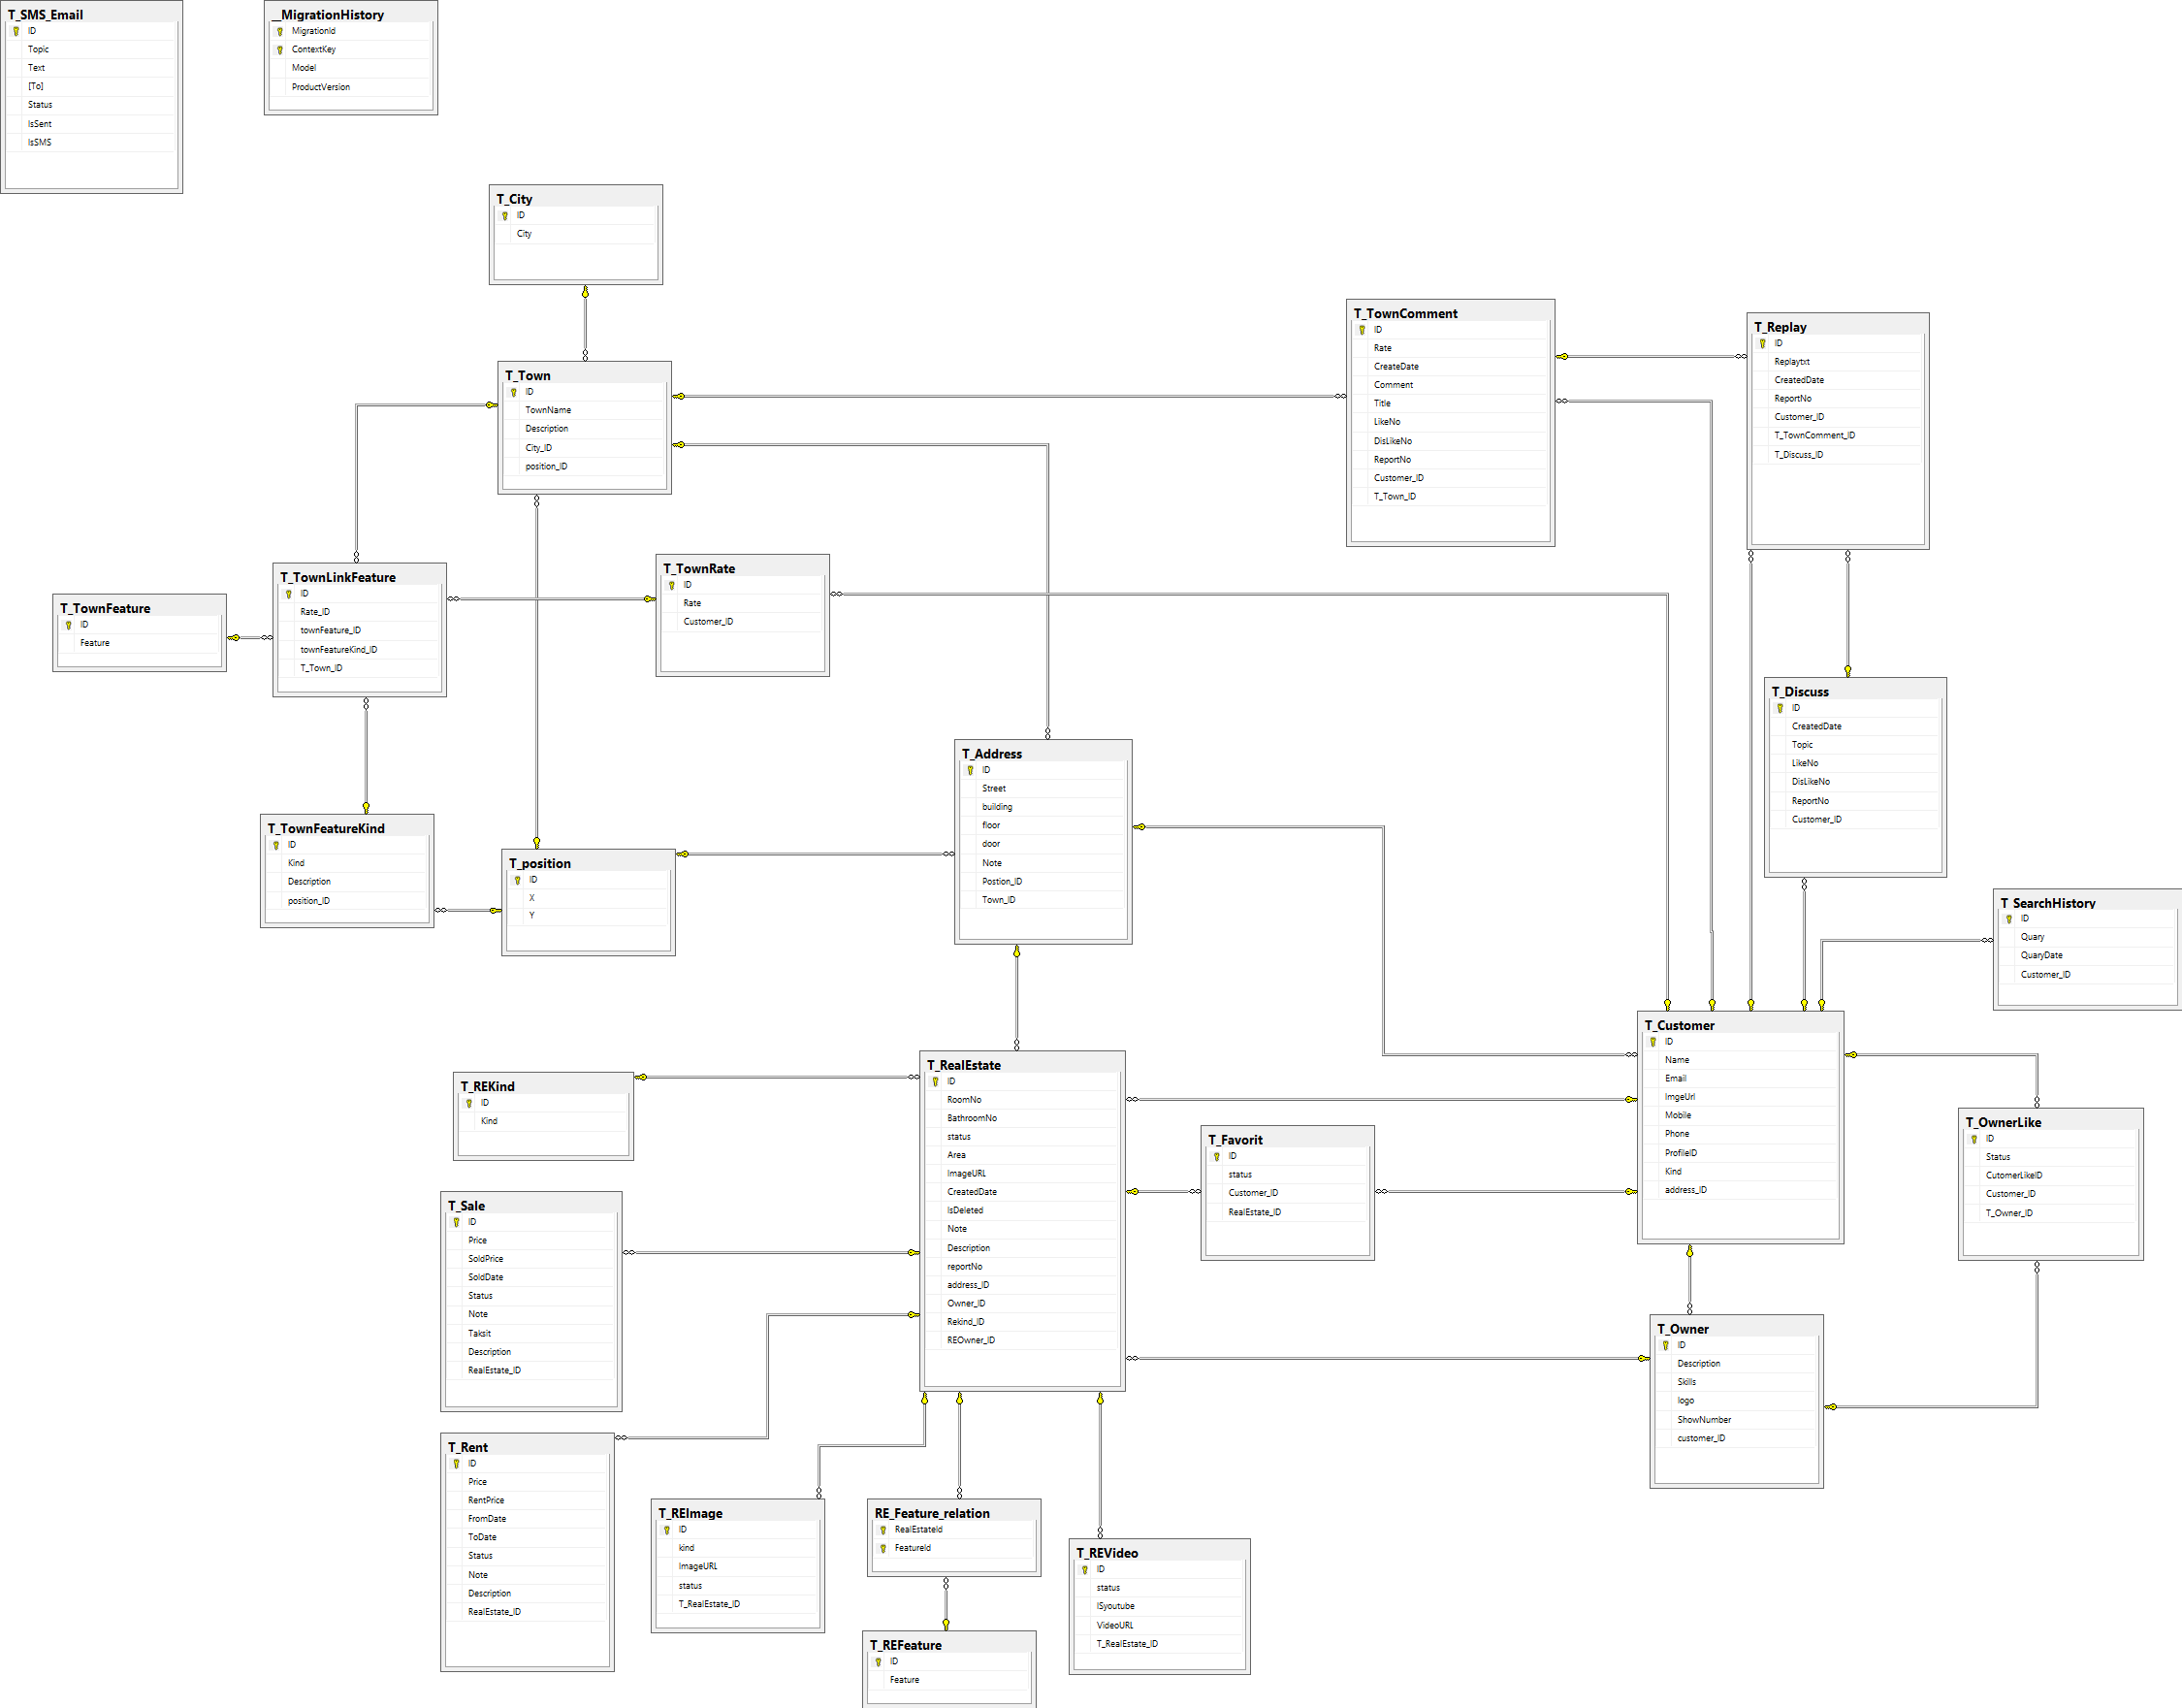 T_SMS_Email
ID
Topic
Text
[To]
Status
IsSent
IsSMS
__MigrationHistory
MigrationId
ContextKey
Model
ProductVersion
T_City
ID
City
T_Town
ID
TownName
Description
City_ID
position_ID
T_TownComment
ID
Rate
CreateDate
Comment
Title
LikeNo
DisLikeNo
ReportNo
Customer_ID
T_Town_ID
T_Replay
ID
Replaytxt
CreatedDate
ReportNo
Customer_ID
T_TownComment_ID
T_Discuss_ID
T_TownFeature
ID
Feature
T_TownLinkFeature
ID
Rate_ID
townFeature_ID
townFeatureKind_ID
T_Town_ID
T_TownRate
ID
Rate
Customer_ID
T_Discuss
ID
CreatedDate
Topic
LikeNo
DisLikeNo
ReportNo
Customer_ID
T_Address
ID
Street
building
floor
door
Note
Postion_ID
Town_ID
T_TownFeatureKind
ID
Kind
Description
position_ID
T_position
ID
X
Y
T_SearchHistory
ID
Quary
QuaryDate
Customer_ID
T_Customer
ID
Name
Email
ImgeUrl
Mobile
Phone
ProfileID
Kind
address_ID
T_RealEstate
ID
RoomNo
BathroomNo
status
Area
ImageURL
CreatedDate
IsDeleted
Note
Description
reportNo
address_ID
Owner_ID
Rekind_ID
REOwner_ID
T_REKind
ID
Kind
T_Favorit
ID
status
Customer_ID
RealEstate_ID
T_OwnerLike
ID
Status
CutomerLikeID
Customer_ID
T_Owner_ID
T_Sale
ID
Price
SoldPrice
SoldDate
Status
Note
Taksit
Description
RealEstate_ID
T_Owner
ID
Description
Skills
logo
ShowNumber
customer_ID
T_Rent
ID
Price
RentPrice
FromDate
ToDate
Status
Note
Description
RealEstate_ID
T_REImage
ID
kind
ImageURL
status
T_RealEstate_ID
RE_Feature_relation
RealEstateId
FeatureId
T_REVideo
ID
status
ISyoutube
VideoURL
T_RealEstate_ID
T_REFeature
ID
Feature